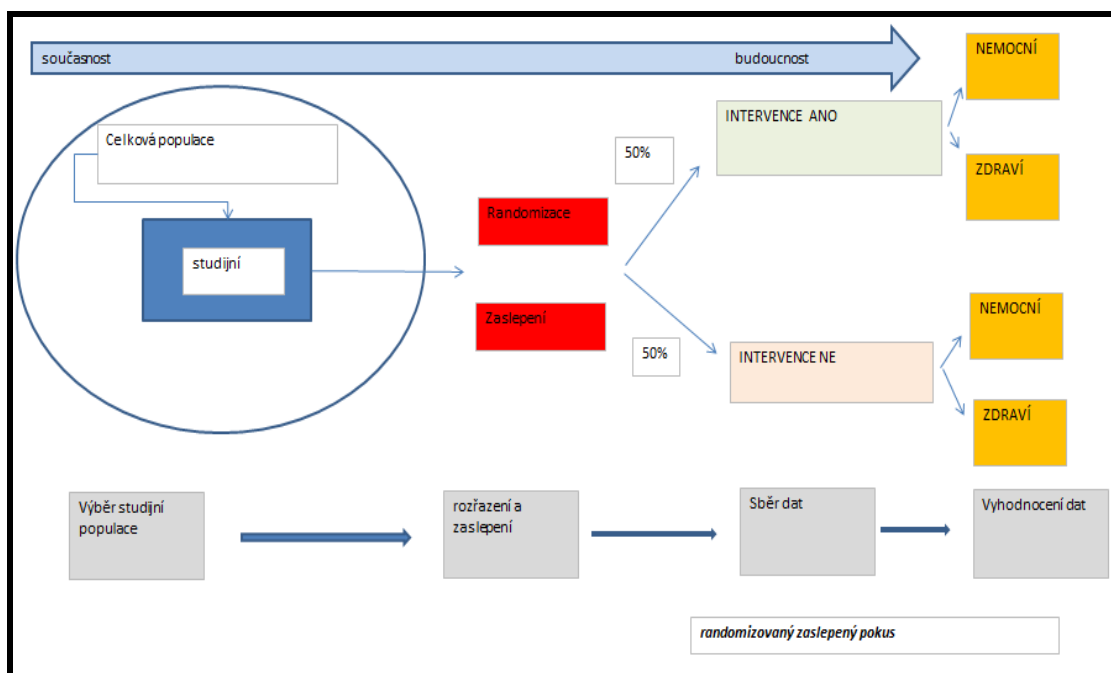 současnost
budoucnost
NEMOCNÍ
INTERVENCE ANO
Celková populace
50%
ZDRAVÍ
Randomizace
studijní
NEMOCNÍ
Zaslepení
50%
INTERVENCE NE
ZDRAVÍ
Výběr studijní
populace
rozřazení a
zaslepení
Sběr dat
Vyhodnocení dat
randomizovaný zaslepený pokus